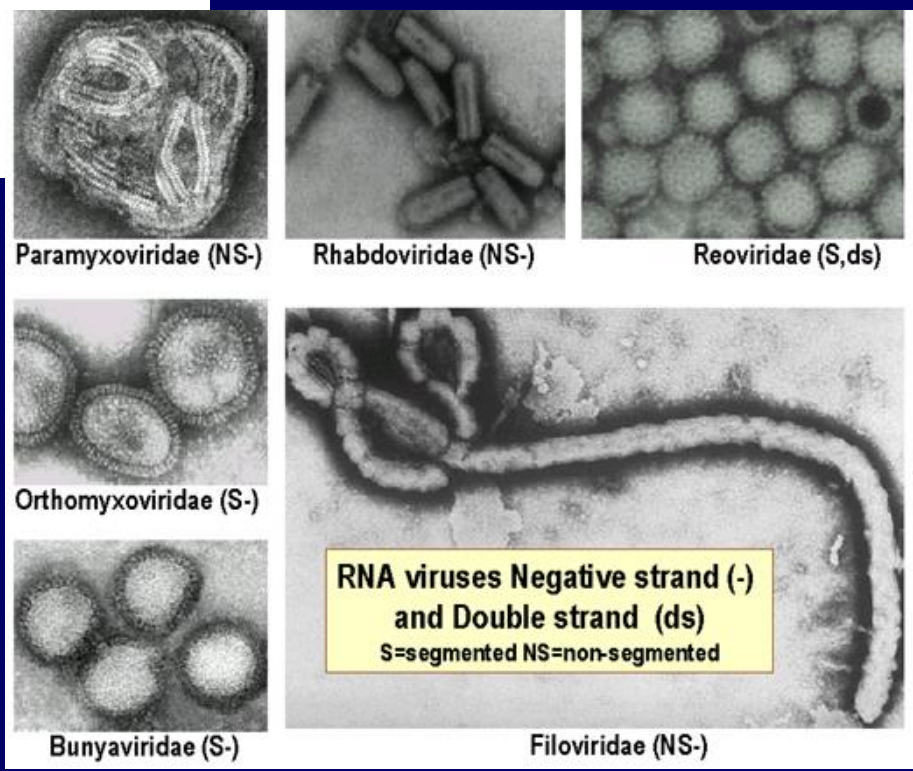 Paramyxoviridae (NS-)
Rhabdoviridae (NS-)
Reoviridae (S,ds)
Orthomyxoviridae (S-)
RNA viruses Negative strand (-)
and Double strand (ds)
S=segmented NS=non-segmented
Bunyaviridae (S-)
Filoviridae (NS-)